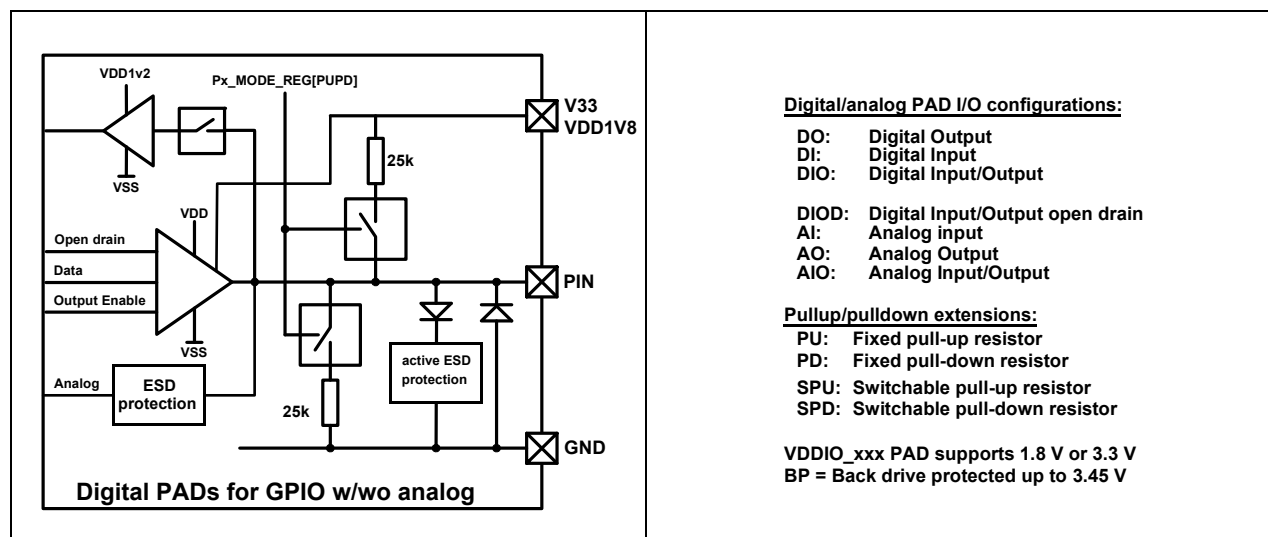 VDD1v2
Px_MODE_REG[PUPD]
V33
VDD1V8
25k
VSS
VDD
Open drain
Data
PIN
Output Enable
VSS
active ESD
protection
Analog
ESD
protection
25k
GND
Digital PADs for GPIO w/wo analog
Digital/analog PAD I/O configurations:
DO: Digital Output
DI: Digital Input
DIO: Digital Input/Output
DIOD: Digital Input/Output open drain
AI: Analog input
AO: Analog Output
AIO: Analog Input/Output
Pullup/pulldown extensions:
PU: Fixed pull-up resistor
PD: Fixed pull-down resistor
SPU: Switchable pull-up resistor
SPD: Switchable pull-down resistor
VDDIO_xxx PAD supports 1.8 V or 3.3 V
BP = Back drive protected up to 3.45 V